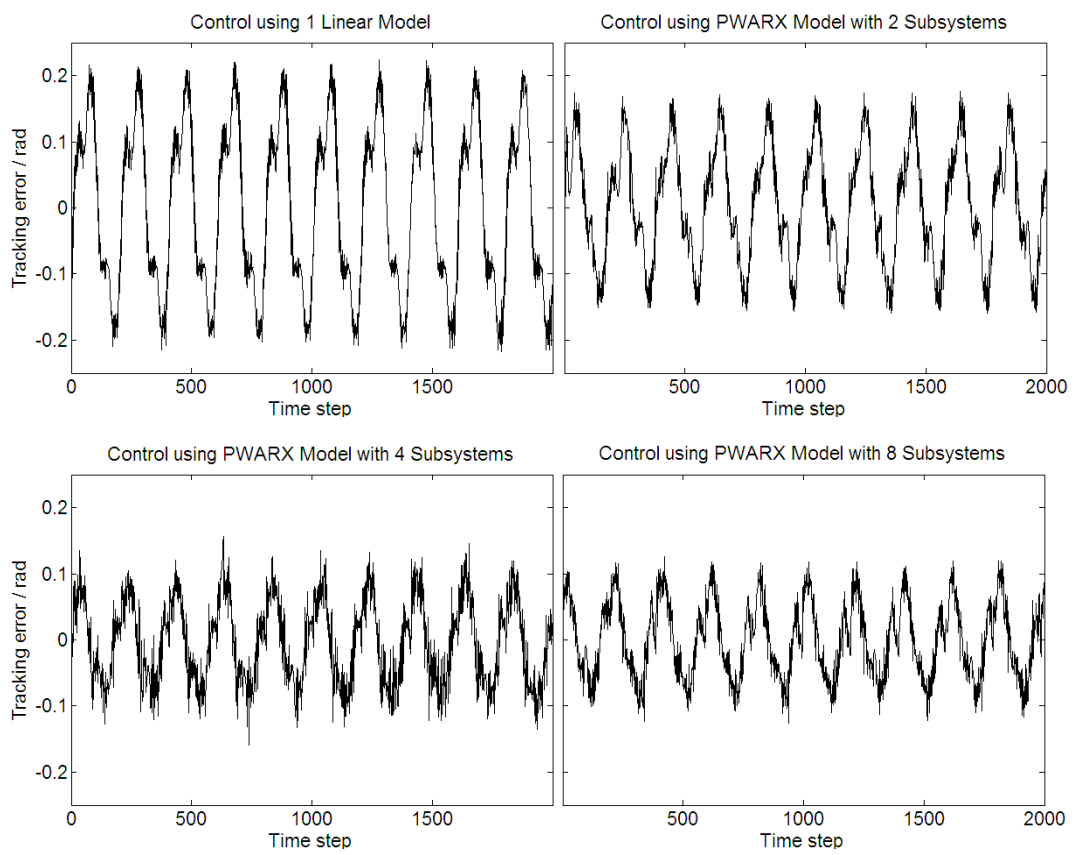 Control using 1 Linear Model
Control using PWARX Model with 2 Subsystems
Tracking error / rad
0.2
0.1
0
-0.1
-0.2
0 500 1000 1500
Time step
500 1000 1500 2000
Time step
Control using PWARX Model with 4 Subsystems
Control using PWARX Model with 8 Subsystems
Tracking error / rad
0.2
0.1
0
-0.1
-0.2
0 500 1000 1500
Time step
500 1000 1500 2000
Time step